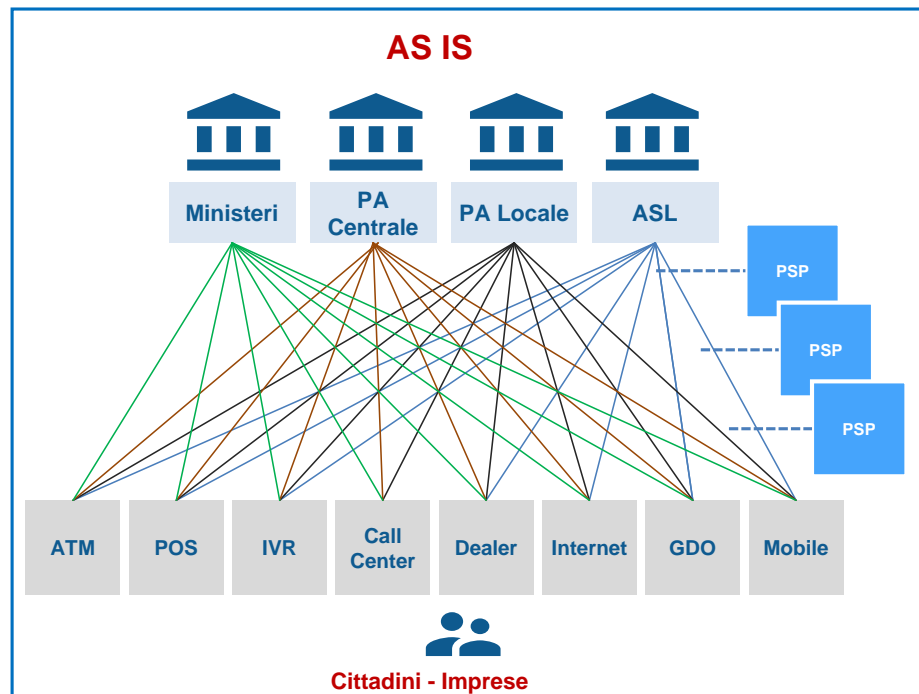 AS IS
Ministeri
PA
Centrale
PA Locale
ASL
PSP
PSP
PSP
ATM
POS
IVR
Call
Center
Dealer
Internet
GDO
Mobile
Cittadini - Imprese